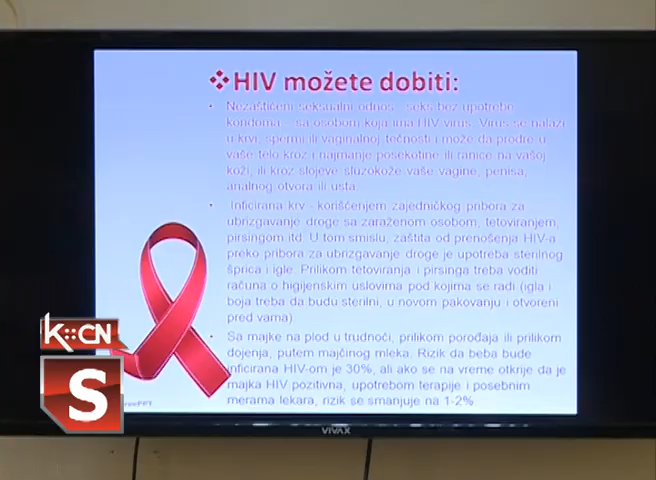 ❖HIV možete dobiti:
• Nezaštićeni seksualni odnos - seks bez upotrebe
kondoma - sa osobom koja ima HIV virus. Virus se nalazi
u krvi, spermi ili vaginalnoj tečnosti i može da prodre u
vaše telo kroz i najmanje posekotine ili ranice na vašoj
koži, ili kroz slojeve sluzokože vaše vagine, penisa,
analnog otvora ili usta.
• Inficirana krv - korišćenjem zajedničkog pribora za
ubrizgavanje droge sa zaraženom osobom, tetoviranjem,
pirsingom itd. U tom smislu, zaštita od prenošenja HIV-a
preko pribora za ubrizgavanje droge je upotreba sterilnog
šprica i igle. Prilikom tetoviranja i pirsinga treba voditi
računa o higijenskim uslovima pod kojima se radi (igla i
boja treba da budu sterilni, u novom pakovanju i otvoreni
pred vama).
• Sa majke na plod u trudnoći, prilikom porođaja ili prilikom
dojenja, putem majčinog mleka. Rizik da beba bude
inficirana HIV-om je 30%, ali ako se na vreme otkrije da je
majka HIV pozitivna, upotrebom terapije i posebnim
merama lekara, rizik se smanjuje na 1-2%
K::CN
S
VIVAX